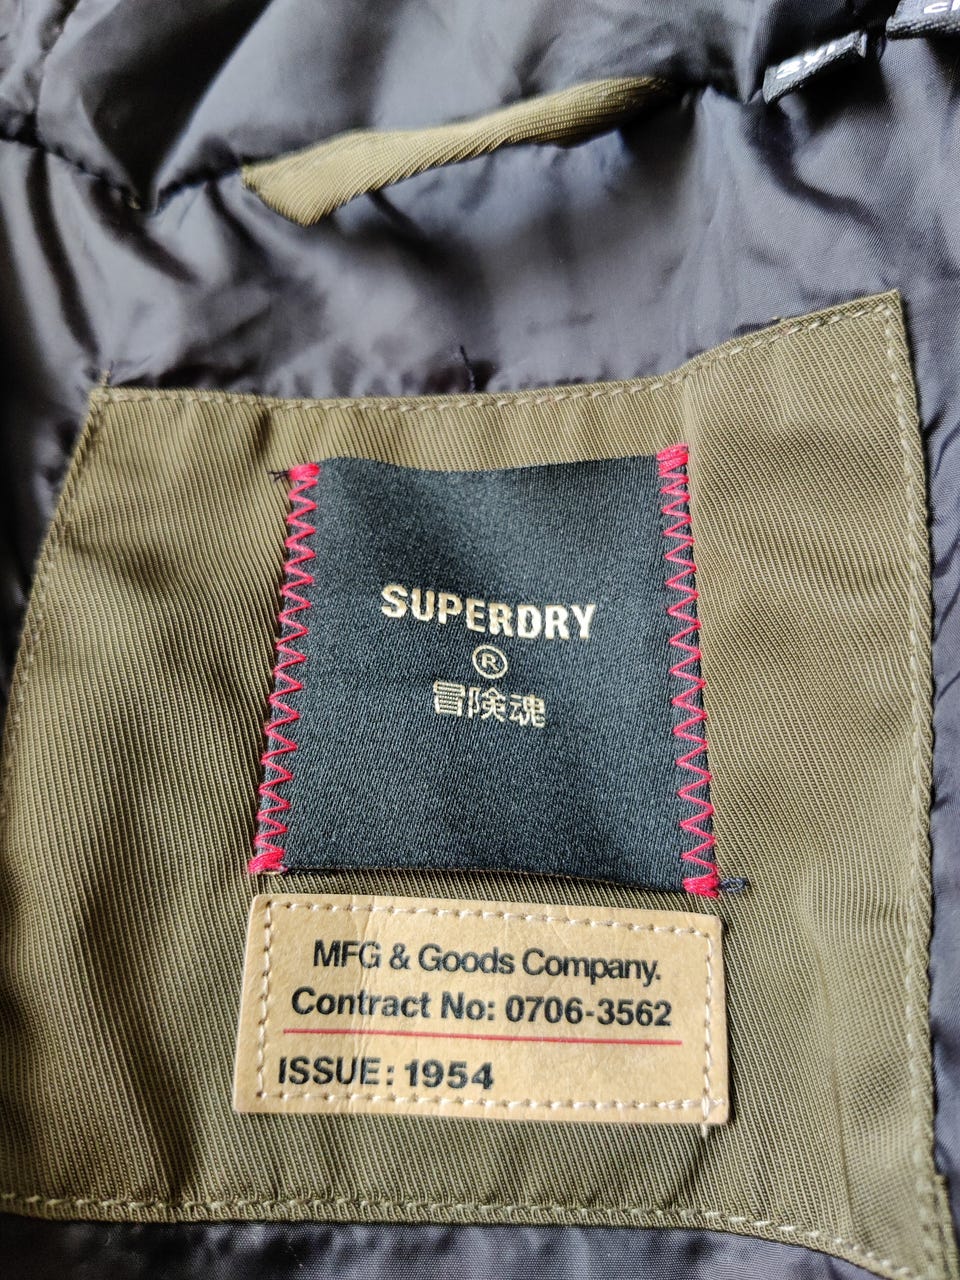 SUPERDRY
®
冒険魂
MFG & Goods Company.
Contract No: 0706-3562
ISSUE: 1954